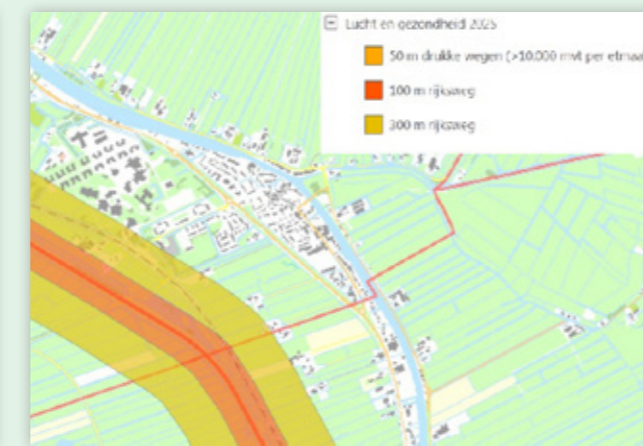 Lucht en gezondheid 2025
50 m drukke wegen (>10.000 mvt per etmaal
100 m rijksweg
300 m rijksweg